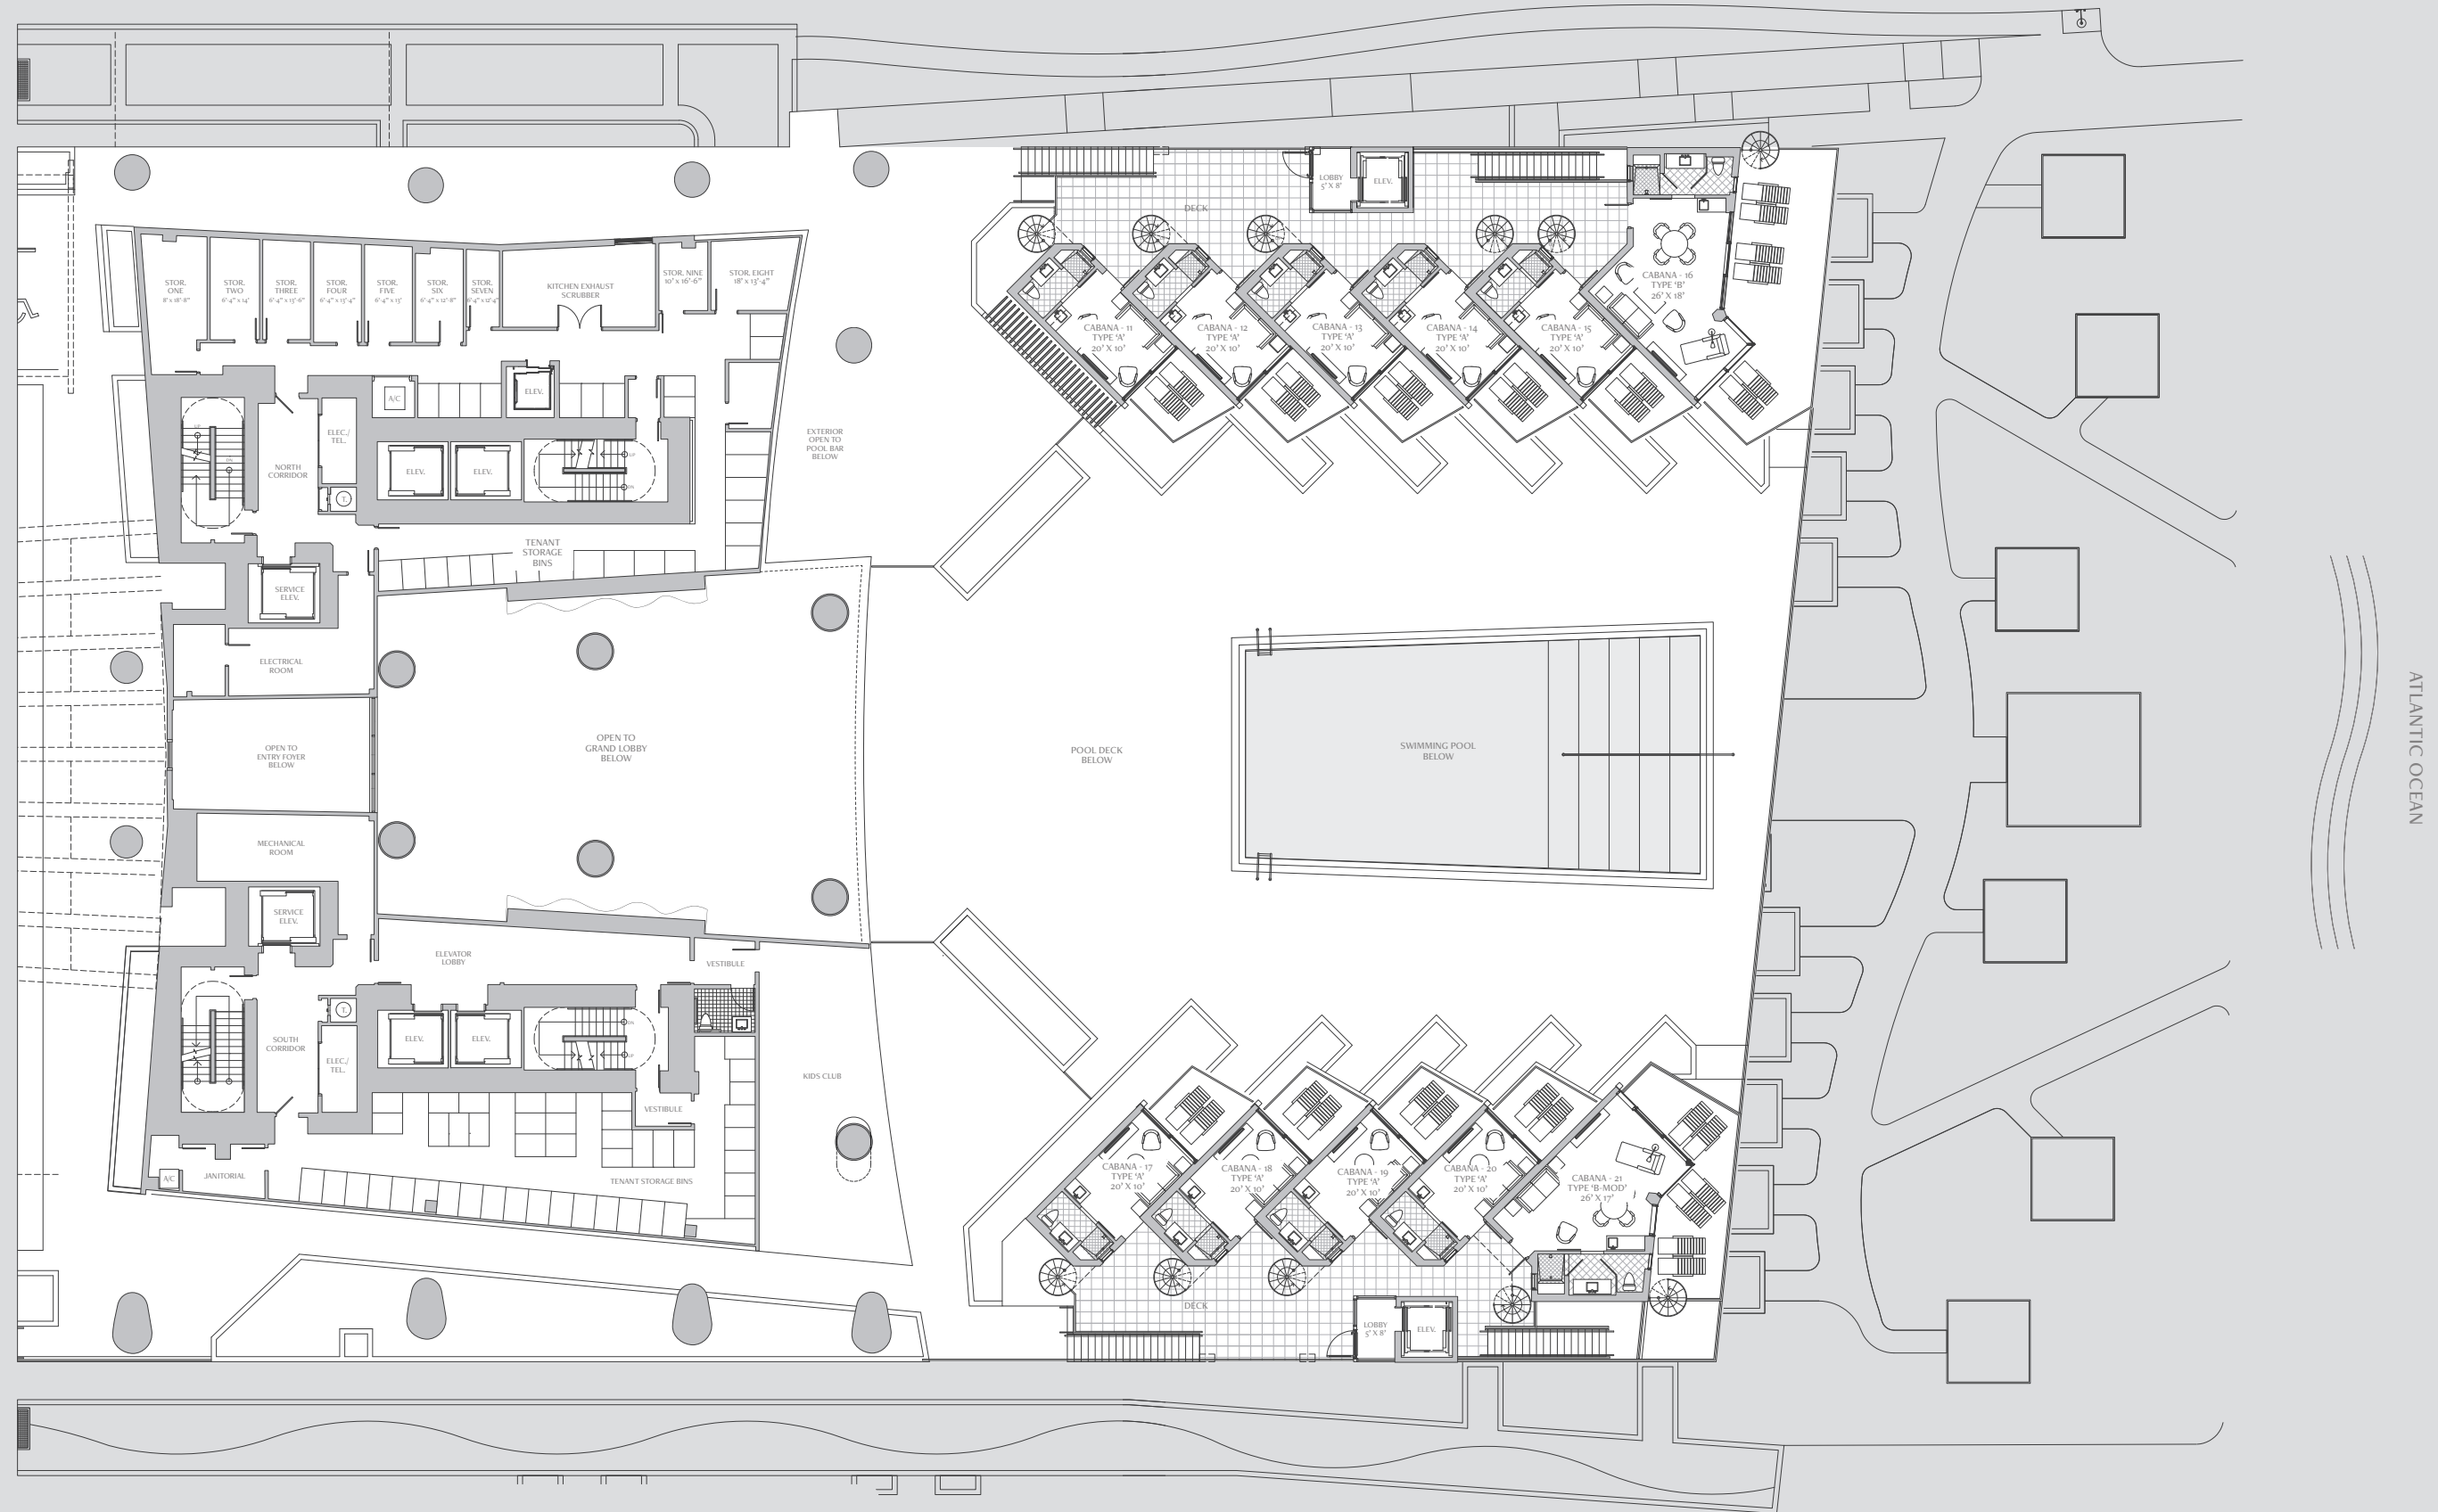 LOBBY
5' X 8'
ELEV.
DECK
STOR.
ONE
8' x 18'-8"
STOR.
TWO
6'-4" x 14'
STOR.
THREE
6'-4" x 13'-6"
STOR.
FOUR
6'-4" x 13'-4"
STOR.
FIVE
6'-4" x 13'
STOR.
SIX
6'-4" x 12'-8"
STOR.
SEVEN
6'-4" x 12'-4"
KITCHEN EXHAUST
SCRUBBER
STOR. NINE
10' x 16'-6"
STOR. EIGHT
18' x 13'-4"
CABANA - 11
TYPE 'A'
20' X 10'
CABANA - 12
TYPE 'A'
20' X 10'
CABANA - 13
TYPE 'A'
20' X 10'
CABANA - 14
TYPE 'A'
20' X 10'
CABANA - 15
TYPE 'A'
20' X 10'
CABANA - 16
TYPE 'B'
26' X 18'
A/C
ELEV.
UP
DN
ELEC./
TEL.
NORTH
CORRIDOR
ELEV.
ELEV.
UP
DN
T.
EXTERIOR
OPEN TO
POOL BAR
BELOW
TENANT
STORAGE
BINS
SERVICE
ELEV.
ELECTRICAL
ROOM
OPEN TO
ENTRY FOYER
BELOW
OPEN TO
GRAND LOBBY
BELOW
POOL DECK
BELOW
SWIMMING POOL
BELOW
ATLANTIC OCEAN
MECHANICAL
ROOM
SERVICE
ELEV.
ELEVATOR
LOBBY
VESTIBULE
T.
SOUTH
CORRIDOR
ELEC./
TEL.
ELEV.
ELEV.
DN
UP
KIDS CLUB
VESTIBULE
A/C
JANITORIAL
TENANT STORAGE BINS
CABANA - 17
TYPE 'A'
20' X 10'
CABANA - 18
TYPE 'A'
20' X 10'
CABANA - 19
TYPE 'A'
20' X 10'
CABANA - 20
TYPE 'A'
20' X 10'
CABANA - 21
TYPE 'B-MOD'
26' X 17'
DECK
LOBBY
5' X 8'
ELEV.